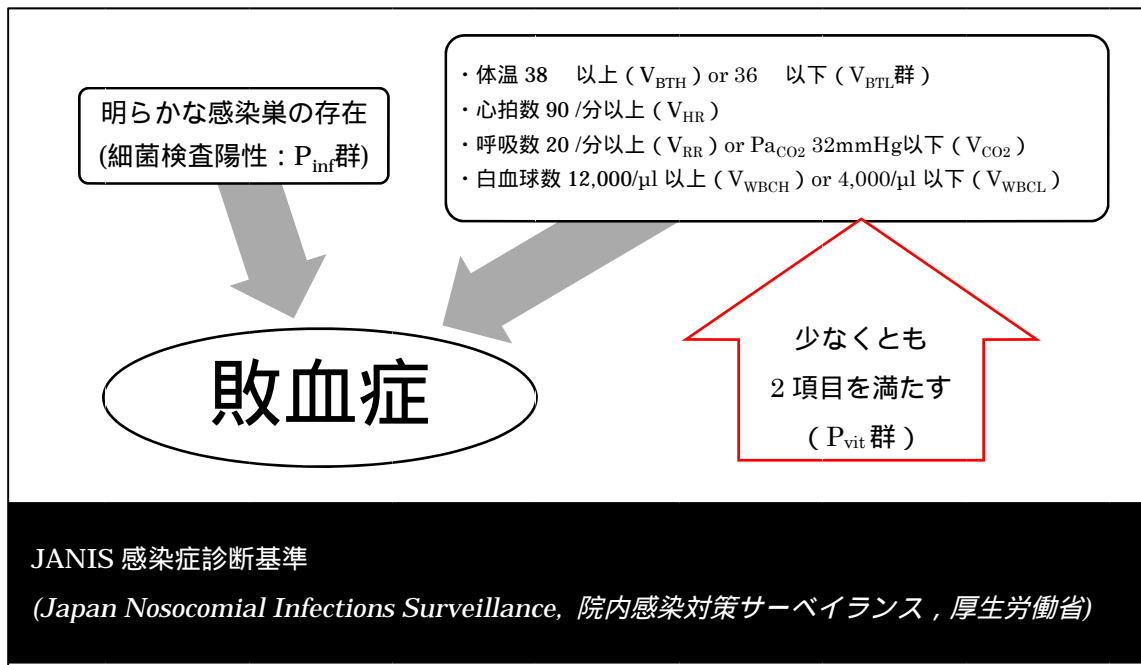 明らかな感染巣の存在
(細菌検査陽性：Pinf群)
・体温 38 以上（VBTH）or 36 以下（VBTL群）
・心拍数 90 /分以上（VHR）
・呼吸数 20 /分以上（VRR）or PaCO2 32mmHg以下（VCO2）
・白血球数 12,000/µl 以上（VWBCH）or 4,000/µl 以下（VWBCL）
敗血症
少なくとも
2 項目を満たす
（Pvit 群）
JANIS 感染症診断基準
(Japan Nosocomial Infections Surveillance, 院内感染対策サーベイランス，厚生労働省)